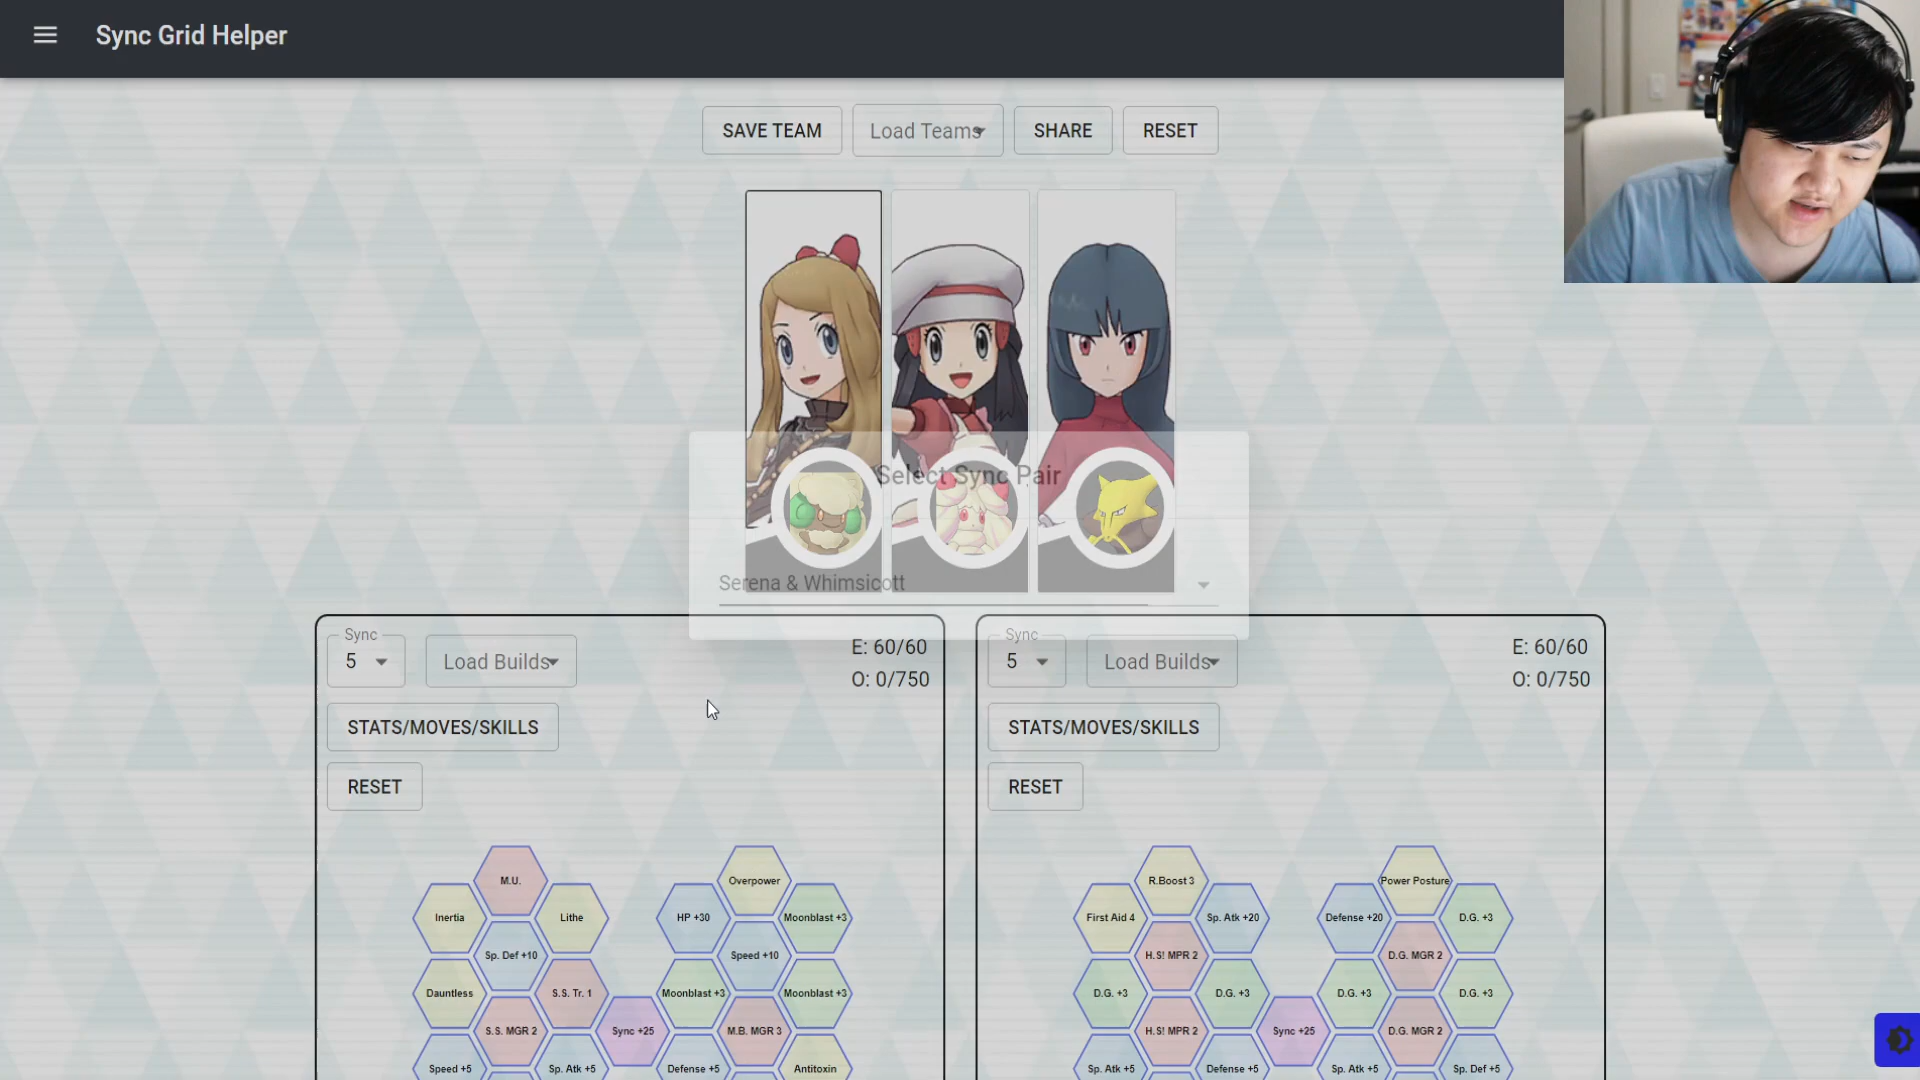 Sync Grid Helper
SAVE TEAM
Load Teams
SHARE
RESET
Select Sync Pair
Serena & Whimsicott
Sync
5
Load Builds
E: 60/60
O: 0/750
STATS/MOVES/SKILLS
RESET
M.U.
Overpower
Inertia
Lithe
HP +30
Moonblast +3
Sp. Def +10
Speed +10
Dauntless
S.S. Tr. 1
Moonblast +3
Moonblast +3
S.S. MGR 2
Sync +25
M.B. MGR 3
Speed +5
Sp. Atk +5
Defense +5
Antitoxin
Sync
5
Load Builds
E: 60/60
O: 0/750
STATS/MOVES/SKILLS
RESET
R.Boost 3
Power Posture
First Aid 4
Sp. Atk +20
Defense +20
D.G. +3
H.S! MPR 2
D.G. MGR 2
D.G. +3
D.G. +3
D.G. +3
D.G. +3
H.S! MPR 2
Sync +25
D.G. MGR 2
Sp. Atk +5
Defense +5
Sp. Atk +5
Sp. Def +5